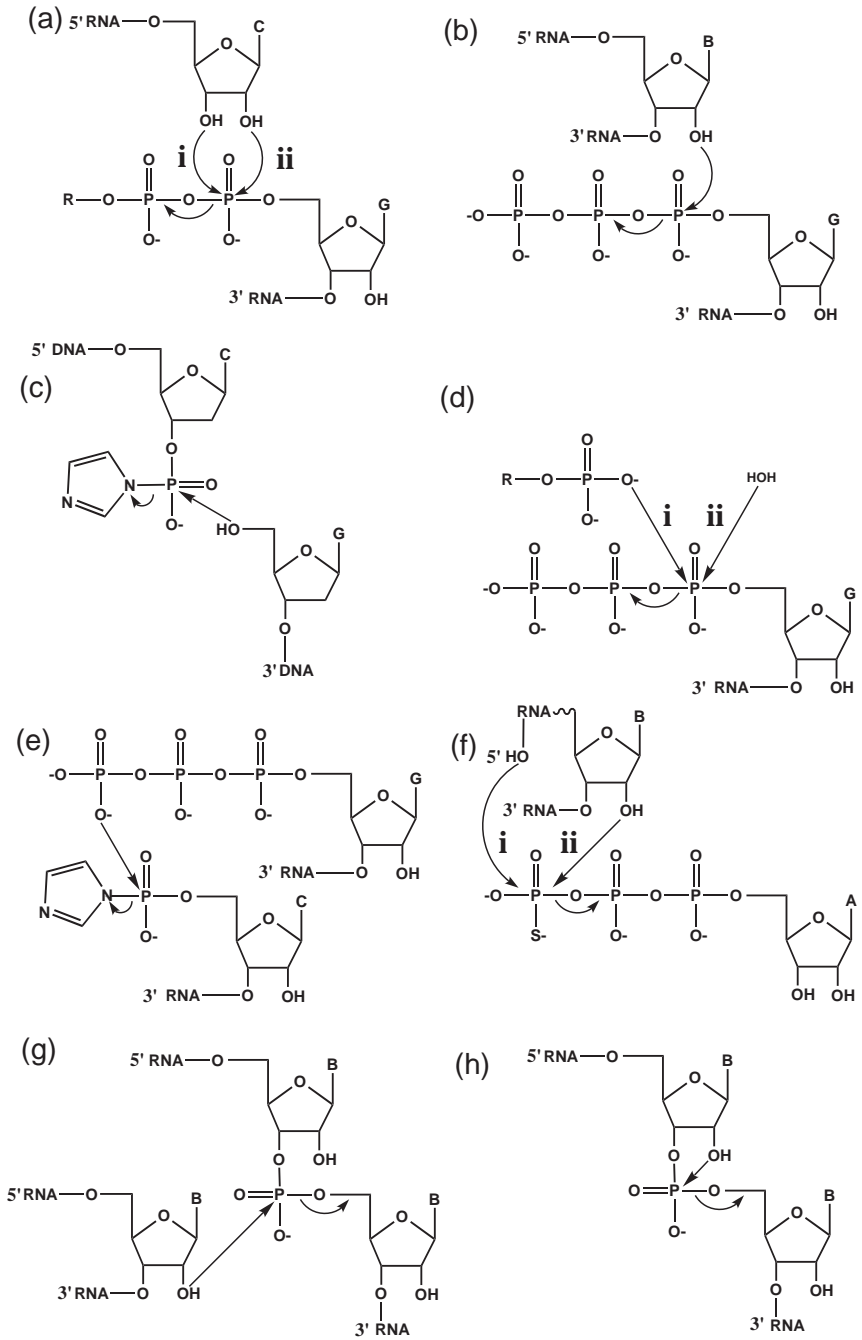 (a)
5' RNA—O
O
C
OH OH
i ii
O O
R—O—P—O—P—O
O- O-
O
G
3' RNA—O OH
(b)
5' RNA—O
O
B
3' RNA—O OH
O O O
-O—P—O—P—O—P—O
O- O- O-
O
G
3' RNA—O OH
(c)
5' DNA—O
O
C
O
N N—P=O
O-
HO
O
G
O
3' DNA
(d)
O
R—O—P—O-
O-
HOH
i ii
O O O
-O—P—O—P—O—P—O
O- O- O-
O
G
3' RNA—O OH
(e)
O O O
-O—P—O—P—O—P—O
O- O- O-
O
G
3' RNA—O OH
O
N N—P—O
O-
O
C
3' RNA—O OH
(f)
RNA
5' HO
O
B
3' RNA—O OH
i ii
O O O
-O—P—O—P—O—P—O
S- O- O-
O
A
OH OH
(g)
5' RNA—O
O
B
O OH
O=P—O
O-
5' RNA—O
O
B
3' RNA—O OH
O
B
O OH
3' RNA
(h)
5' RNA—O
O
B
O OH
O=P—O
O-
O
B
O OH
3' RNA